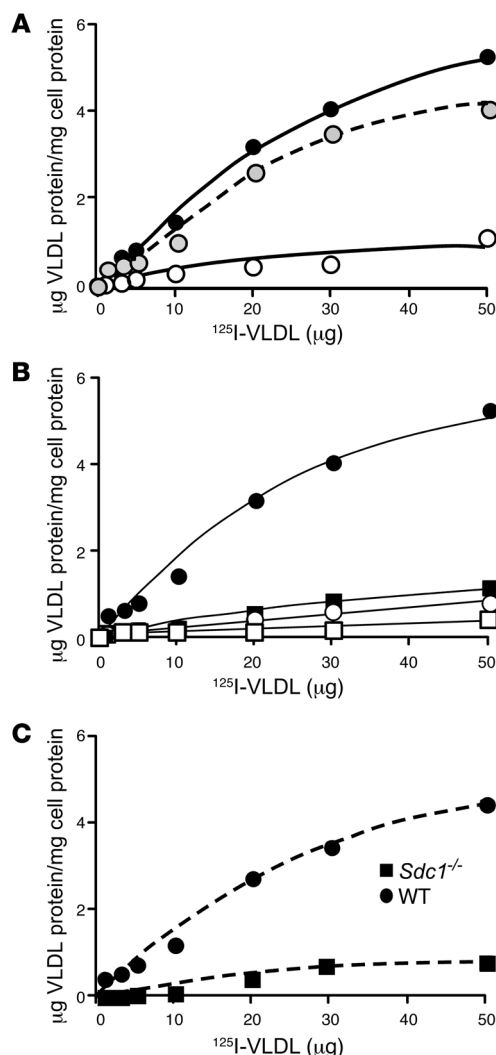 A
µg VLDL protein/mg cell protein
6
4
2
0
0 10 20 30 40 50
¹²⁵I-VLDL (µg)
B
µg VLDL protein/mg cell protein
6
4
2
0
0 10 20 30 40 50
¹²⁵I-VLDL (µg)
C
µg VLDL protein/mg cell protein
6
4
2
0
Sdc1⁻/⁻
WT
0 10 20 30 40 50
¹²⁵I-VLDL (µg)